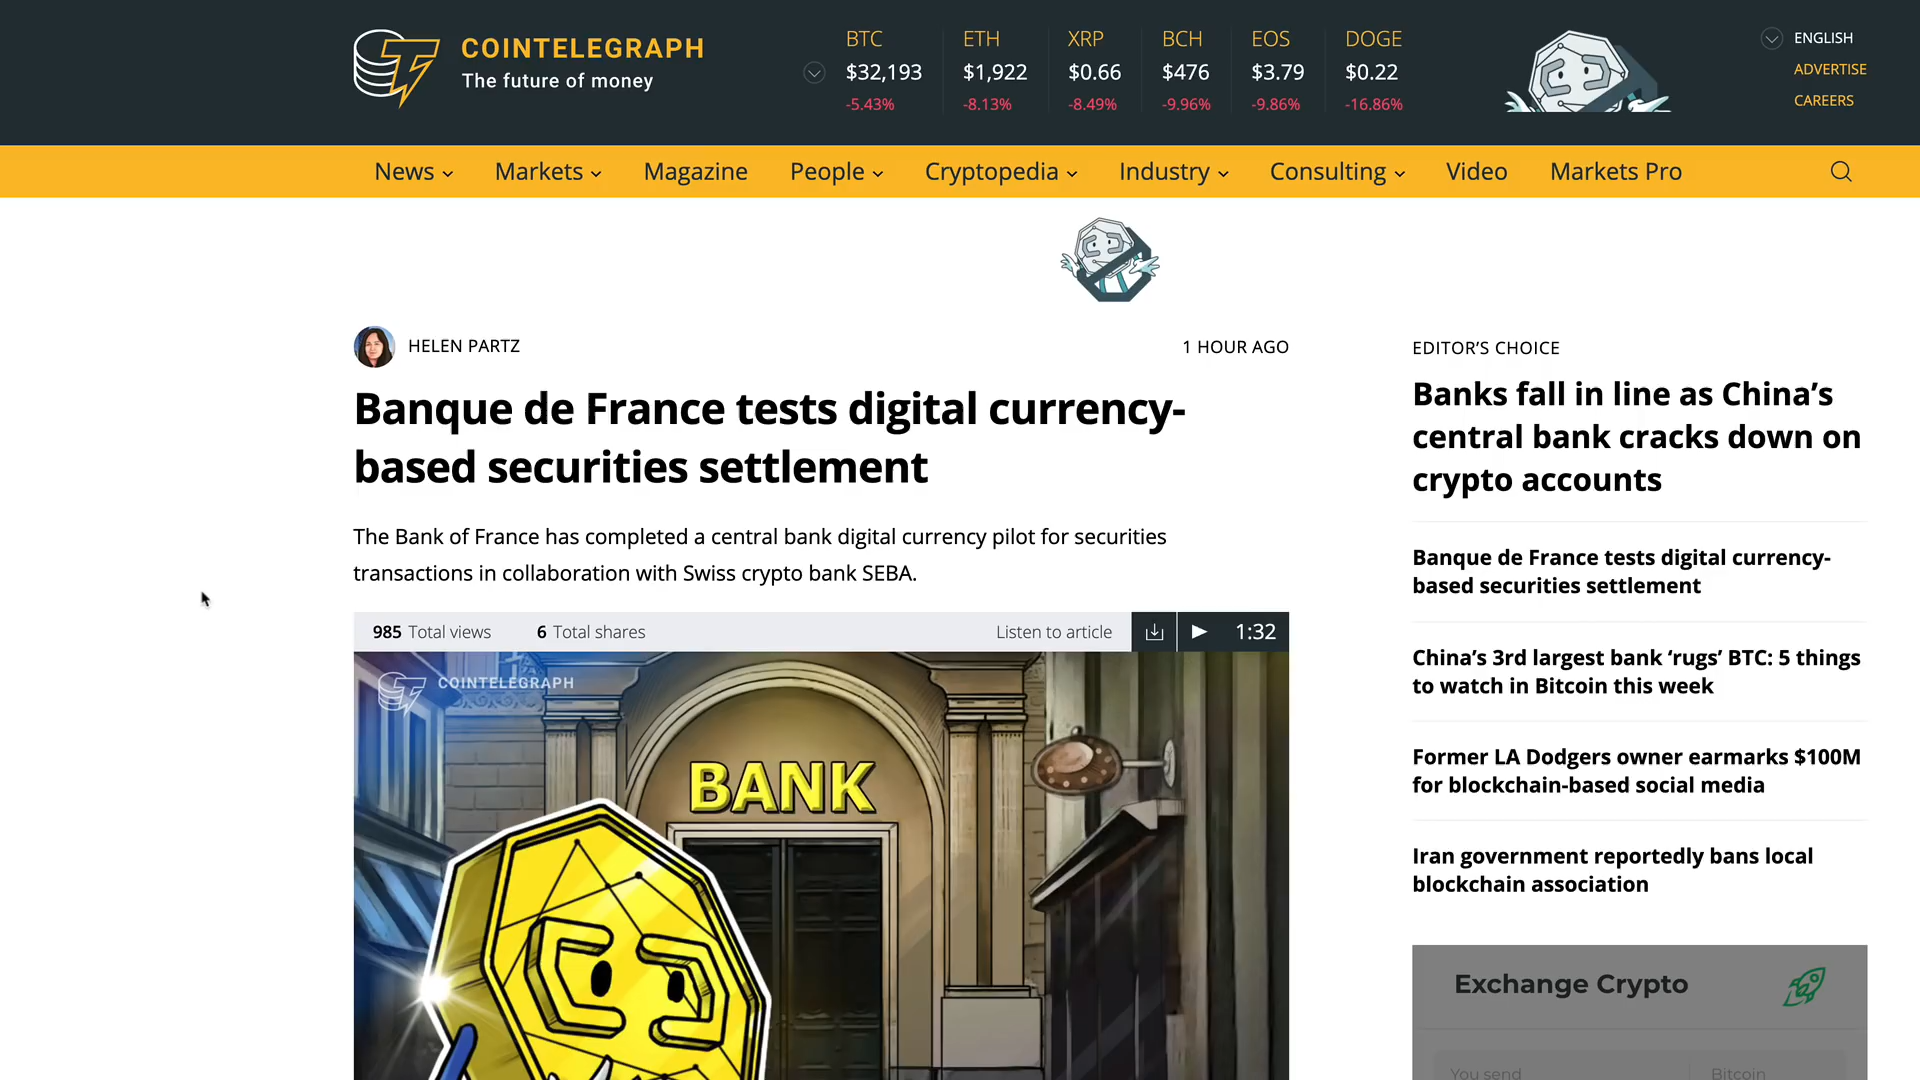 COINTELEGRAPH
The future of money
BTC
$32,193
-5.43%
ETH
$1,922
-8.13%
XRP
$0.66
-8.49%
BCH
$476
-9.96%
EOS
$3.79
-9.86%
DOGE
$0.22
-16.86%
ENGLISH
ADVERTISE
CAREERS
News
Markets
Magazine
People
Cryptopedia
Industry
Consulting
Video
Markets Pro
HELEN PARTZ
1 HOUR AGO
Banque de France tests digital currency-
based securities settlement
The Bank of France has completed a central bank digital currency pilot for securities
transactions in collaboration with Swiss crypto bank SEBA.
985 Total views
6 Total shares
Listen to article
1:32
COINTELEGRAPH
BANK
EDITOR’S CHOICE
Banks fall in line as China’s
central bank cracks down on
crypto accounts
Banque de France tests digital currency-
based securities settlement
China’s 3rd largest bank ‘rugs’ BTC: 5 things
to watch in Bitcoin this week
Former LA Dodgers owner earmarks $100M
for blockchain-based social media
Iran government reportedly bans local
blockchain association
Exchange Crypto
You send
Bitcoin